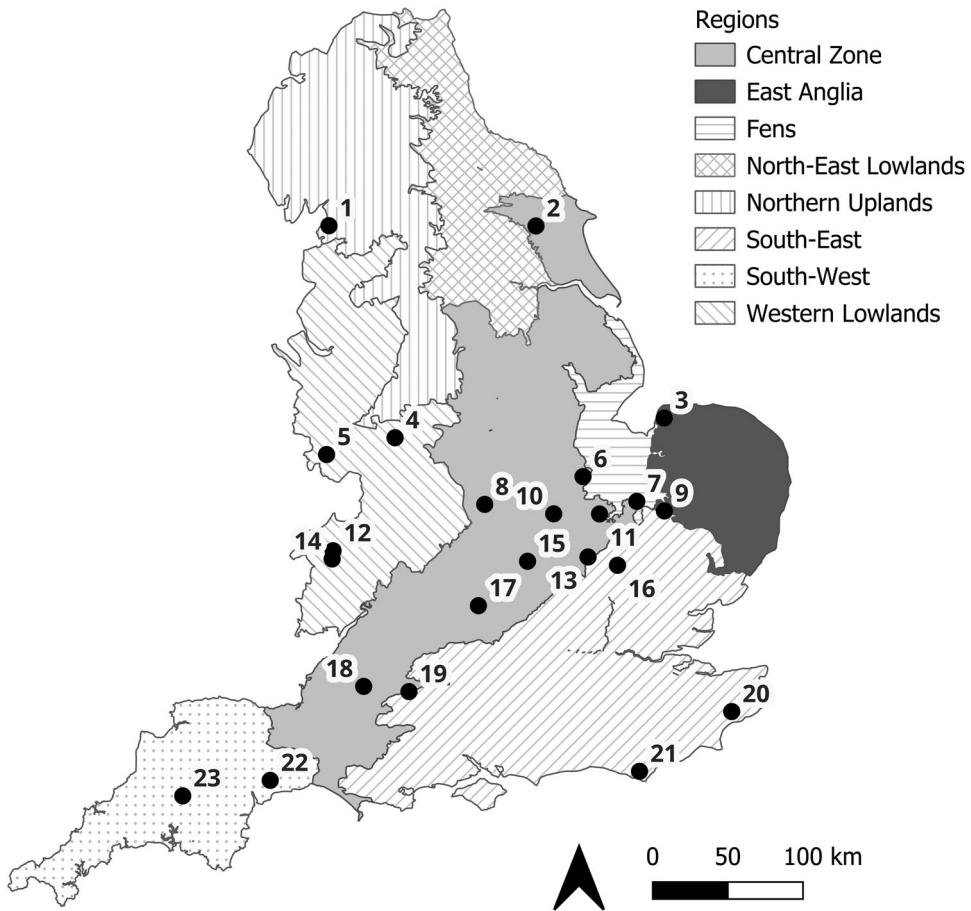 Regions
Central Zone
East Anglia
Fens
North-East Lowlands
Northern Uplands
South-East
South-West
Western Lowlands
1
2
3
4
5
6
7
8
9
10
11
12
13
14
15
16
17
18
19
20
21
22
23
0 50 100 km